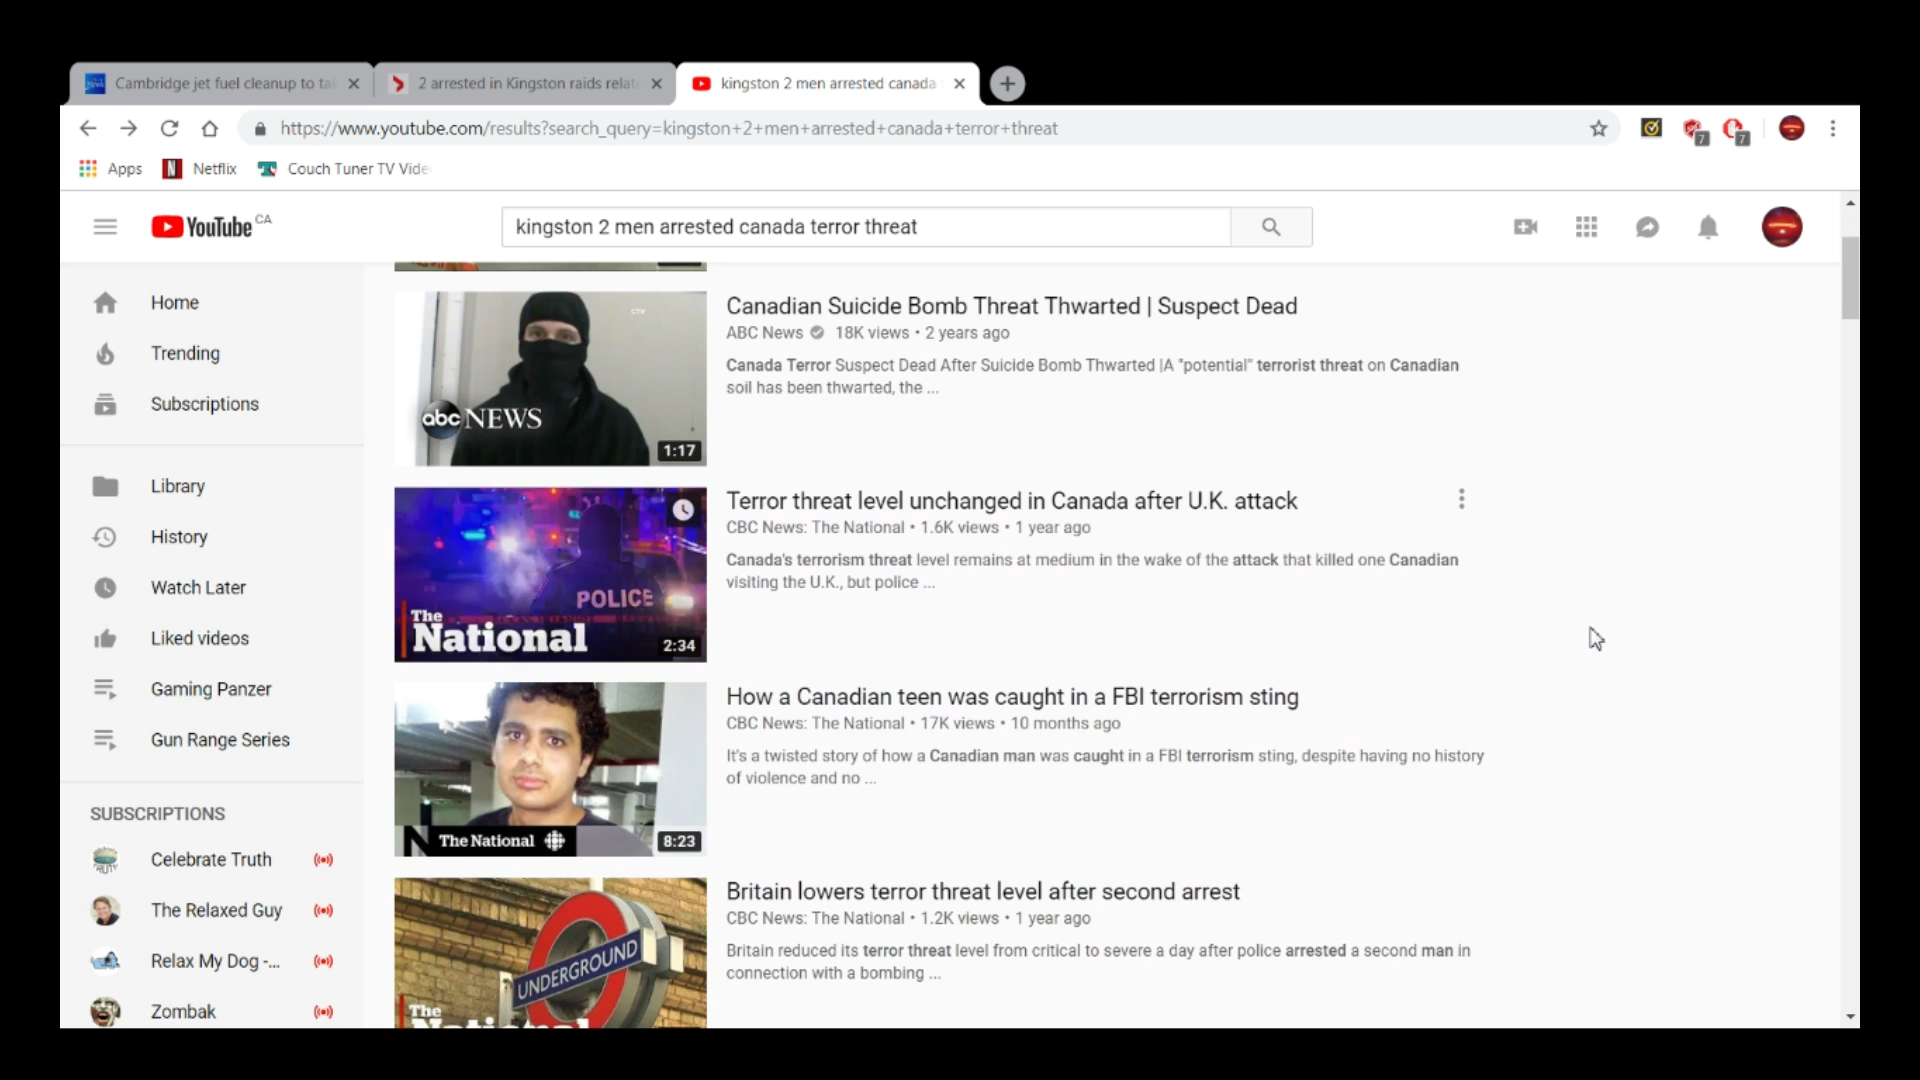 Cambridge jet fuel cleanup to tak
2 arrested in Kingston raids relat
kingston 2 men arrested canada
https://www.youtube.com/results?search_query=kingston+2+men+arrested+canada+terror+threat
7
7
Apps
Netflix
Couch Tuner TV Vide
YouTube CA
kingston 2 men arrested canada terror threat
Home
Trending
Subscriptions
Library
History
Watch Later
Liked videos
Gaming Panzer
Gun Range Series
SUBSCRIPTIONS
Celebrate Truth
The Relaxed Guy
Relax My Dog -...
Zombak
CTV
abc NEWS
1:17
Canadian Suicide Bomb Threat Thwarted | Suspect Dead
ABC News 18K views • 2 years ago
Canada Terror Suspect Dead After Suicide Bomb Thwarted |A "potential" terrorist threat on Canadian
soil has been thwarted, the ...
POLICE
The
National
2:34
Terror threat level unchanged in Canada after U.K. attack
CBC News: The National • 1.6K views • 1 year ago
Canada's terrorism threat level remains at medium in the wake of the attack that killed one Canadian
visiting the U.K., but police ...
The National
8:23
How a Canadian teen was caught in a FBI terrorism sting
CBC News: The National • 17K views • 10 months ago
It's a twisted story of how a Canadian man was caught in a FBI terrorism sting, despite having no history
of violence and no ...
UNDERGROUND
The
National
Britain lowers terror threat level after second arrest
CBC News: The National • 1.2K views • 1 year ago
Britain reduced its terror threat level from critical to severe a day after police arrested a second man in
connection with a bombing ...